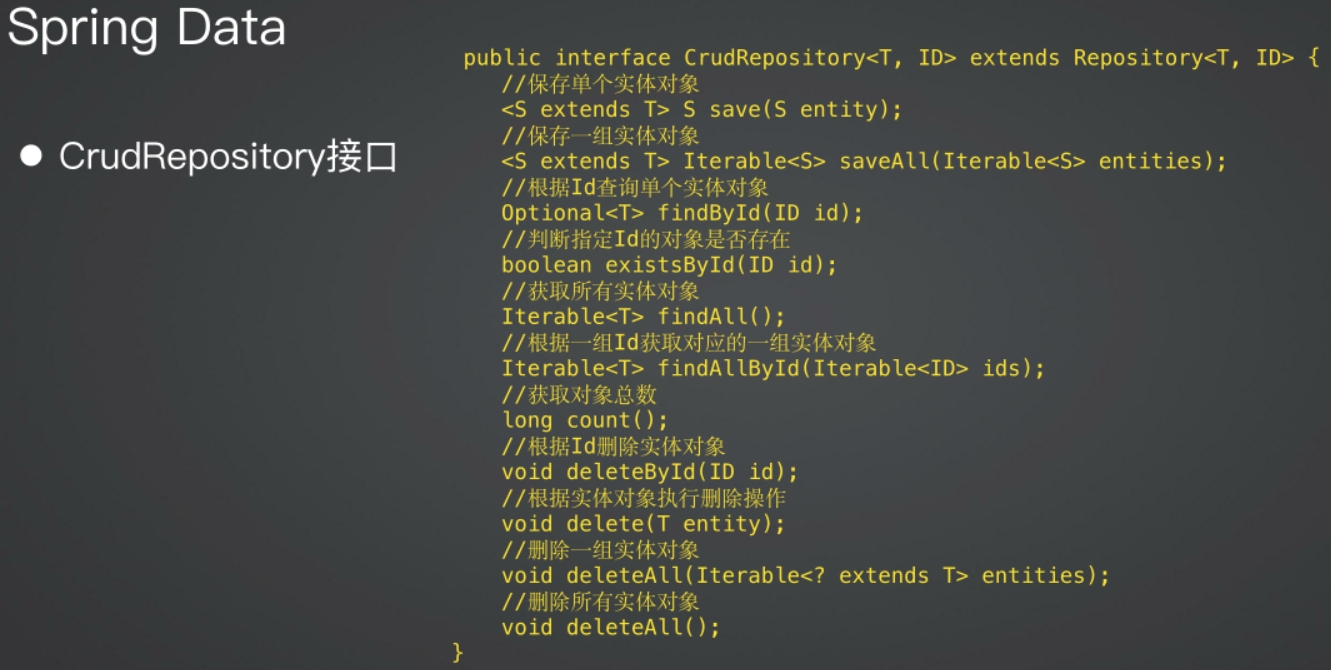 Spring Data
● CrudRepository接口
public interface CrudRepository<T, ID> extends Repository<T, ID> {
//保存单个实体对象
<S extends T> S save(S entity);
//保存一组实体对象
<S extends T> Iterable<S> saveAll(Iterable<S> entities);
//根据Id查询单个实体对象
Optional<T> findById(ID id);
//判断指定Id的对象是否存在
boolean existsById(ID id);
//获取所有实体对象
Iterable<T> findAll();
//根据一组Id获取对应的一组实体对象
Iterable<T> findAllById(Iterable<ID> ids);
//获取对象总数
long count();
//根据Id删除实体对象
void deleteById(ID id);
//根据实体对象执行删除操作
void delete(T entity);
//删除一组实体对象
void deleteAll(Iterable<? extends T> entities);
//删除所有实体对象
void deleteAll();
}